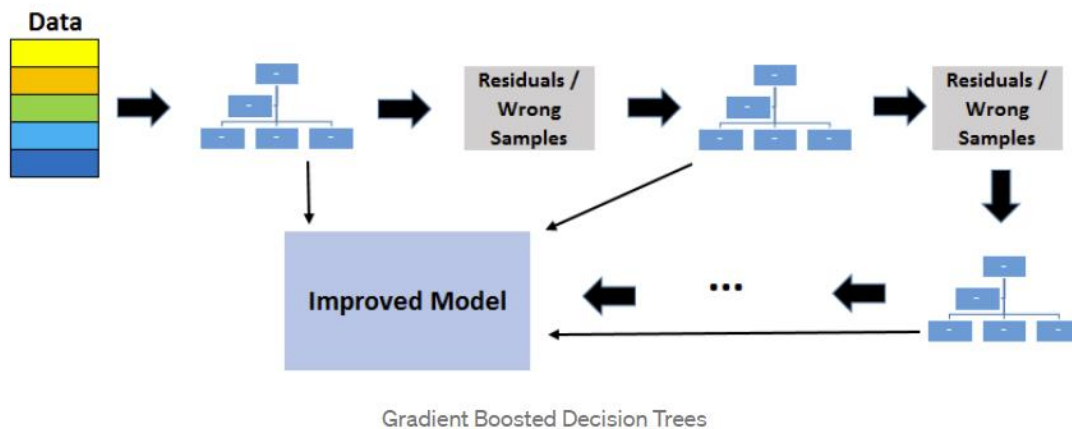 Data
Residuals /
Wrong
Samples
Residuals /
Wrong
Samples
Improved Model
...
Gradient Boosted Decision Trees